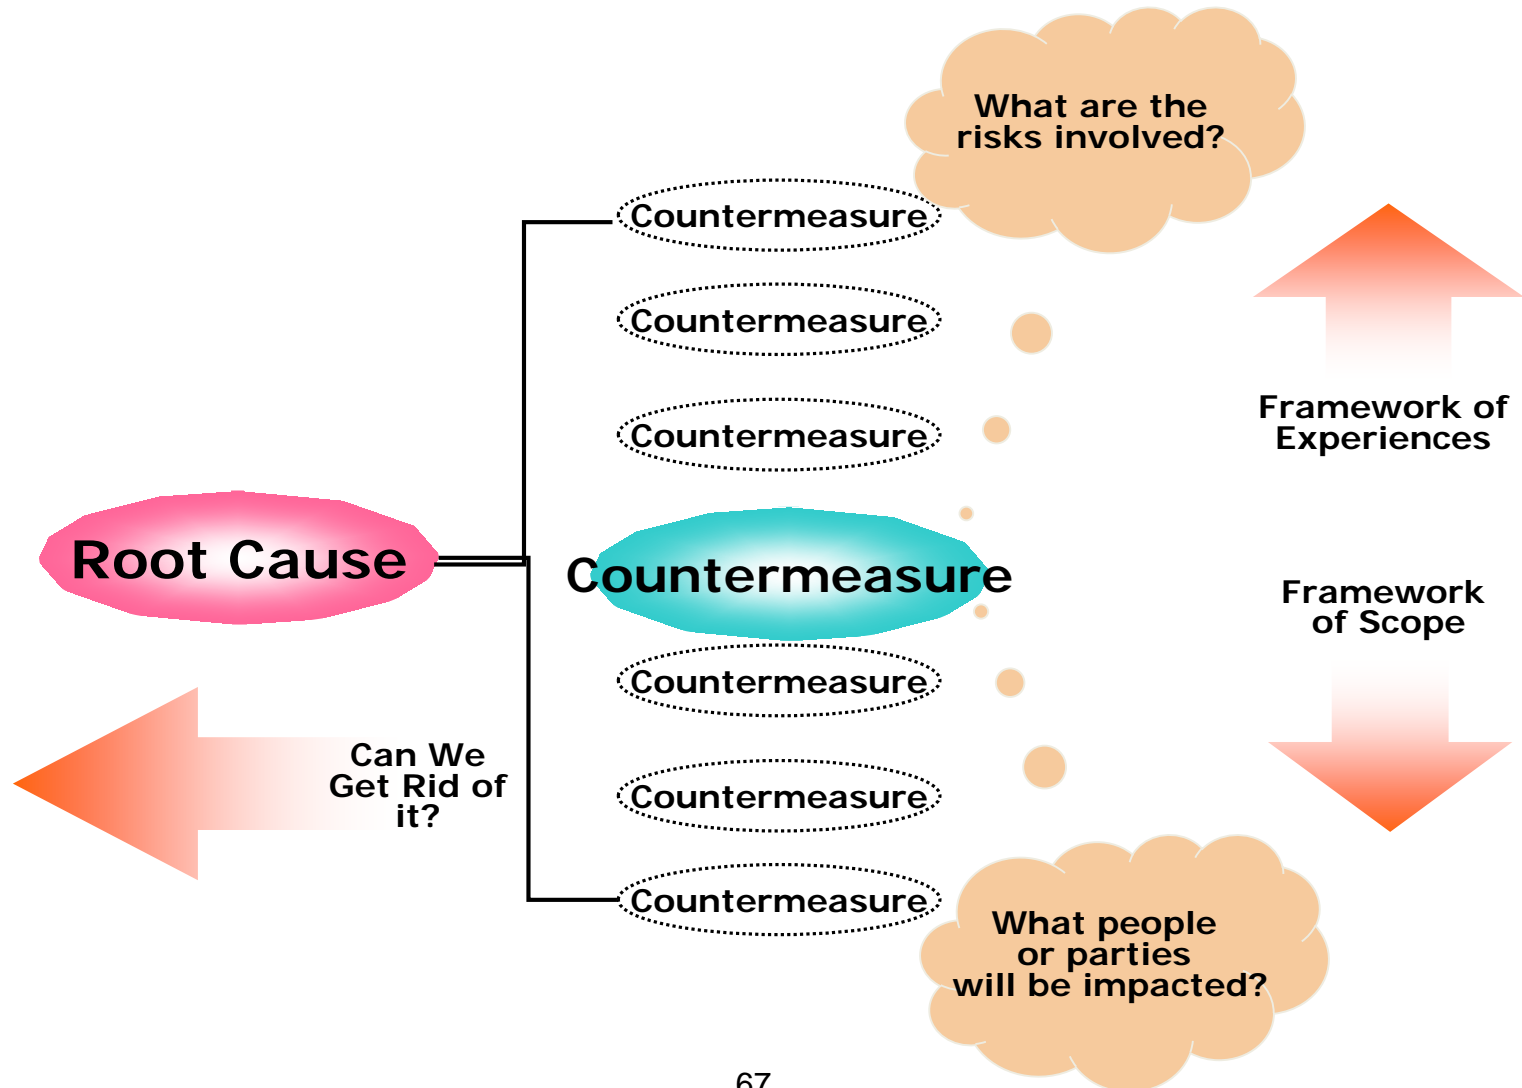 What are the
risks involved?
Countermeasure
Countermeasure
Framework of
Experiences
Countermeasure
Root Cause
Countermeasure
Framework
of Scope
Countermeasure
Can We
Get Rid of
it?
Countermeasure
Countermeasure
What people
or parties
will be impacted?
67